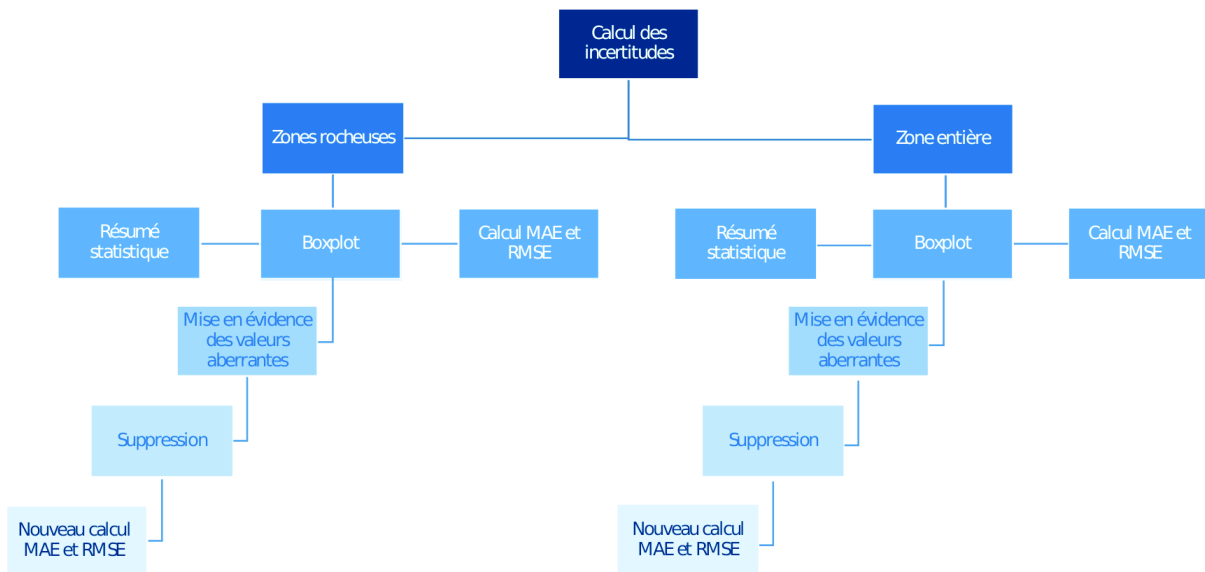 Calcul des
incertitudes
Zones rocheuses
Zone entière
Résumé
statistique
Boxplot
Calcul MAE et
RMSE
Résumé
statistique
Boxplot
Calcul MAE et
RMSE
Mise en évidence
des valeurs
aberrantes
Mise en évidence
des valeurs
aberrantes
Suppression
Suppression
Nouveau calcul
MAE et RMSE
Nouveau calcul
MAE et RMSE